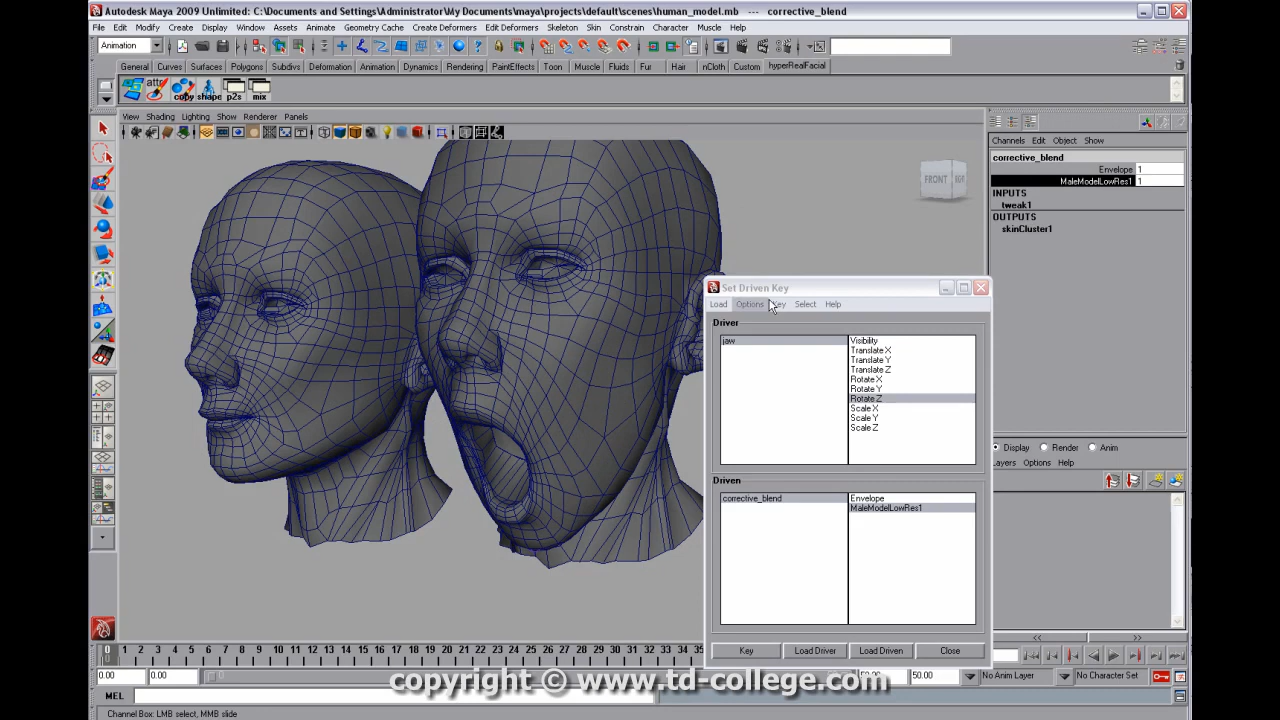 Autodesk Maya 2009 Unlimited: C:\Documents and Settings\Administrator\My Documents\maya\projects\default\scenes\human_model.mb --- corrective_blend
File Edit Modify Create Display Window Assets Animate Geometry Cache Create Deformers Edit Deformers Skeleton Skin Constrain Character Muscle Help
Animation
General Curves Surfaces Polygons Subdivs Deformation Animation Dynamics Rendering PaintEffects Toon Muscle Fluids Fur Hair nCloth Custom hyperRealFacial
attr copy shape p2s mix
View Shading Lighting Show Renderer Panels
FRONT
Channels Edit Object Show
corrective_blend
Envelope 1
MaleModelLowRes1 1
INPUTS
tweak1
OUTPUTS
skinCluster1
Set Driven Key
Load Options Key Select Help
Driver
jaw
Visibility
Translate X
Translate Y
Translate Z
Rotate X
Rotate Y
Rotate Z
Scale X
Scale Y
Scale Z
Driven
corrective_blend
Envelope
MaleModelLowRes1
Key Load Driver Load Driven Close
Display Render Anim
Layers Options Help
<< >>
0 1 2 3 4 5 6 7 8 9 10 11 12 13 14 15 16 17 18 19 20 21 22 23 24 25 26 27 28 29 30 31 32 33 34 35
0.00 0.00 0 50.00 50.00 No Anim Layer No Character Set
copyright © www.td-college.com
MEL
Channel Box: LMB select, MMB slide